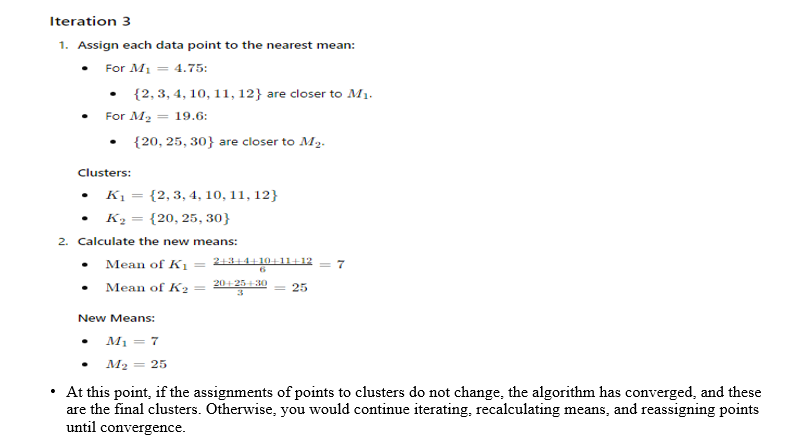 Iteration 3
1. Assign each data point to the nearest mean:
• For M₁ = 4.75:
• {2, 3, 4, 10, 11, 12} are closer to M₁.
• For M₂ = 19.6:
• {20, 25, 30} are closer to M₂.
Clusters:
• K₁ = {2, 3, 4, 10, 11, 12}
• K₂ = {20, 25, 30}
2. Calculate the new means:
• Mean of K₁ = (2+3+4+10+11+12)/6 = 7
• Mean of K₂ = (20+25+30)/3 = 25
New Means:
• M₁ = 7
• M₂ = 25
• At this point, if the assignments of points to clusters do not change, the algorithm has converged, and these
are the final clusters. Otherwise, you would continue iterating, recalculating means, and reassigning points
until convergence.